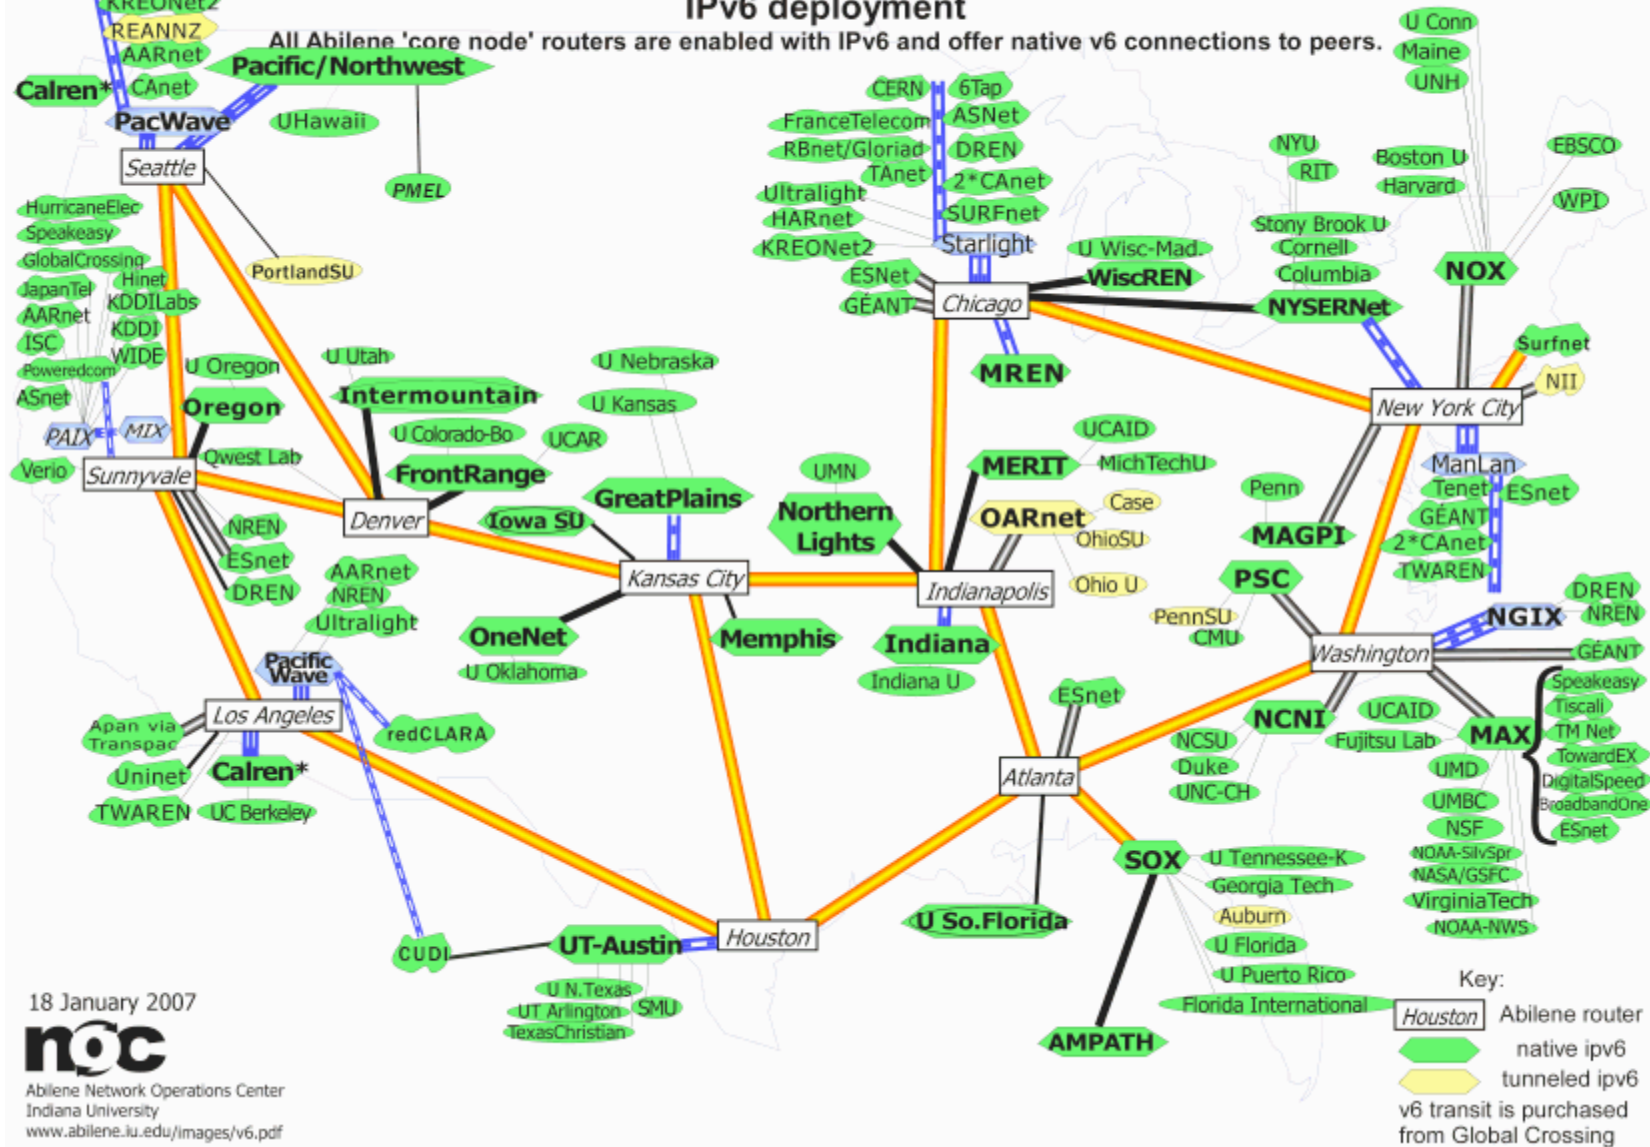 KREONet2
IPv6 deployment
All Abilene 'core node' routers are enabled with IPv6 and offer native v6 connections to peers.
REANNZ
AARnet
Pacific/Northwest
Calren*
CAnet
PacWave
UHawaii
Seattle
PMEL
PortlandSU
HurricaneElec
Speakeasy
GlobalCrossing
Hinet
JapanTel
KDDILabs
AARnet
KDDI
ISC
WIDE
Poweredcom
ASnet
PAIX
MIX
Verio
Sunnyvale
U Oregon
Oregon
Qwest Lab
NREN
ESnet
DREN
U Utah
Intermountain
U Colorado-Bo
UCAR
FrontRange
Denver
AARnet
NREN
Ultralight
Pacific
Wave
Los Angeles
Apan via
Transpac
redCLARA
Uninet
Calren*
TWAREN
UC Berkeley
U Nebraska
U Kansas
GreatPlains
Iowa SU
Kansas City
OneNet
U Oklahoma
Memphis
CUDI
UT-Austin
Houston
U N.Texas
UT Arlington
SMU
TexasChristian
CERN
6Tap
FranceTelecom
ASNet
RBnet/Gloriad
DREN
TAnet
2*CAnet
Ultralight
HARnet
SURFnet
KREONet2
Starlight
ESNet
GÉANT
Chicago
U Wisc-Mad.
WiscREN
MREN
UMN
Northern
Lights
MERIT
UCAID
MichTechU
OARnet
Case
OhioSU
Ohio U
Indianapolis
Indiana
Indiana U
ESnet
Atlanta
U So.Florida
SOX
U Tennessee-K
Georgia Tech
Auburn
U Florida
U Puerto Rico
Florida International
AMPATH
U Conn
Maine
UNH
NYU
RIT
Boston U
Harvard
EBSCO
WPI
Stony Brook U
Cornell
Columbia
NYSERNet
NOX
Surfnet
NII
New York City
ManLan
Tenet
ESnet
GÉANT
2*CAnet
TWAREN
Penn
MAGPI
PSC
PennSU
CMU
NGIX
DREN
NREN
Washington
GÉANT
NCNI
NCSU
Duke
UNC-CH
UCAID
Fujitsu Lab
MAX
UMD
UMBC
NSF
NOAA-SilvSpr
NASA/GSFC
VirginiaTech
NOAA-NWS
Speakeasy
Tiscali
TM Net
TowardEX
DigitalSpeed
BroadbandOne
ESnet
18 January 2007
noc
Abilene Network Operations Center
Indiana University
www.abilene.iu.edu/images/v6.pdf
Key:
Houston Abilene router
native ipv6
tunneled ipv6
v6 transit is purchased
from Global Crossing